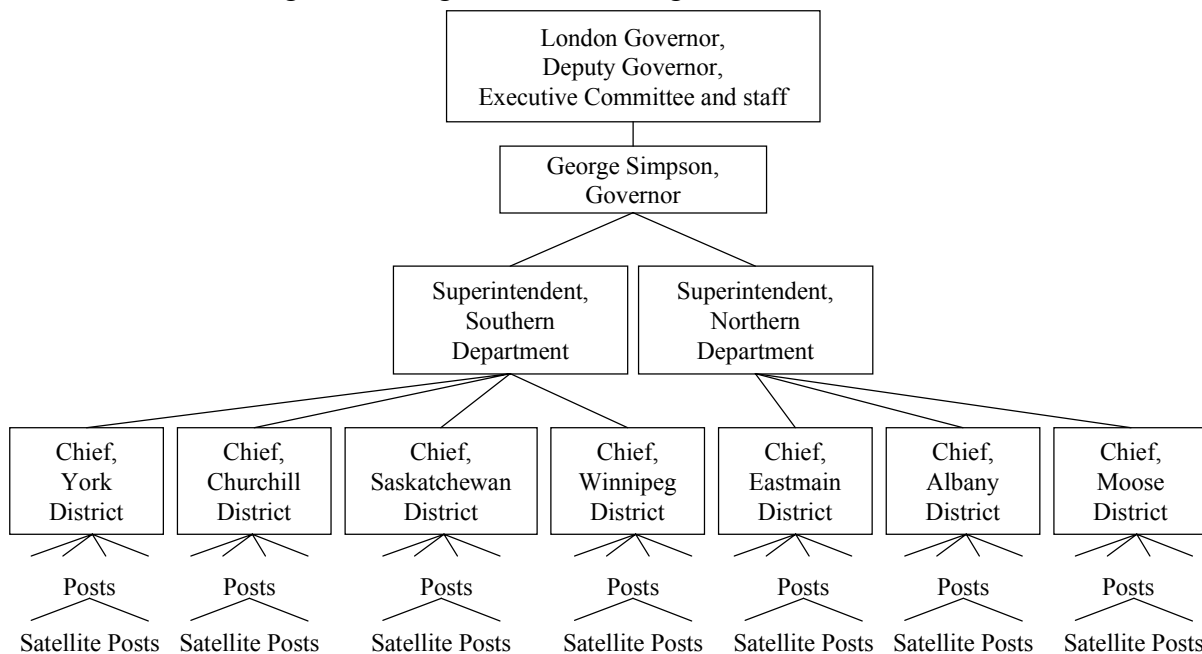 London Governor,
Deputy Governor,
Executive Committee and staff
George Simpson,
Governor
Superintendent,
Southern
Department
Superintendent,
Northern
Department
Chief,
York
District
Chief,
Churchill
District
Chief,
Saskatchewan
District
Chief,
Winnipeg
District
Chief,
Eastmain
District
Chief,
Albany
District
Chief,
Moose
District
Posts
Posts
Posts
Posts
Posts
Posts
Posts
Satellite Posts
Satellite Posts
Satellite Posts
Satellite Posts
Satellite Posts
Satellite Posts
Satellite Posts